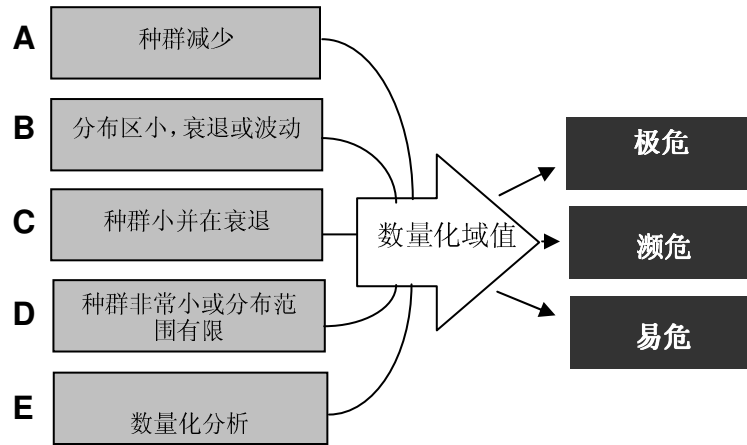 A
种群减少
B
分布区小，衰退或波动
C
种群小并在衰退
D
种群非常小或分布范
围有限
E
数量化分析
数量化域值
极危
濒危
易危